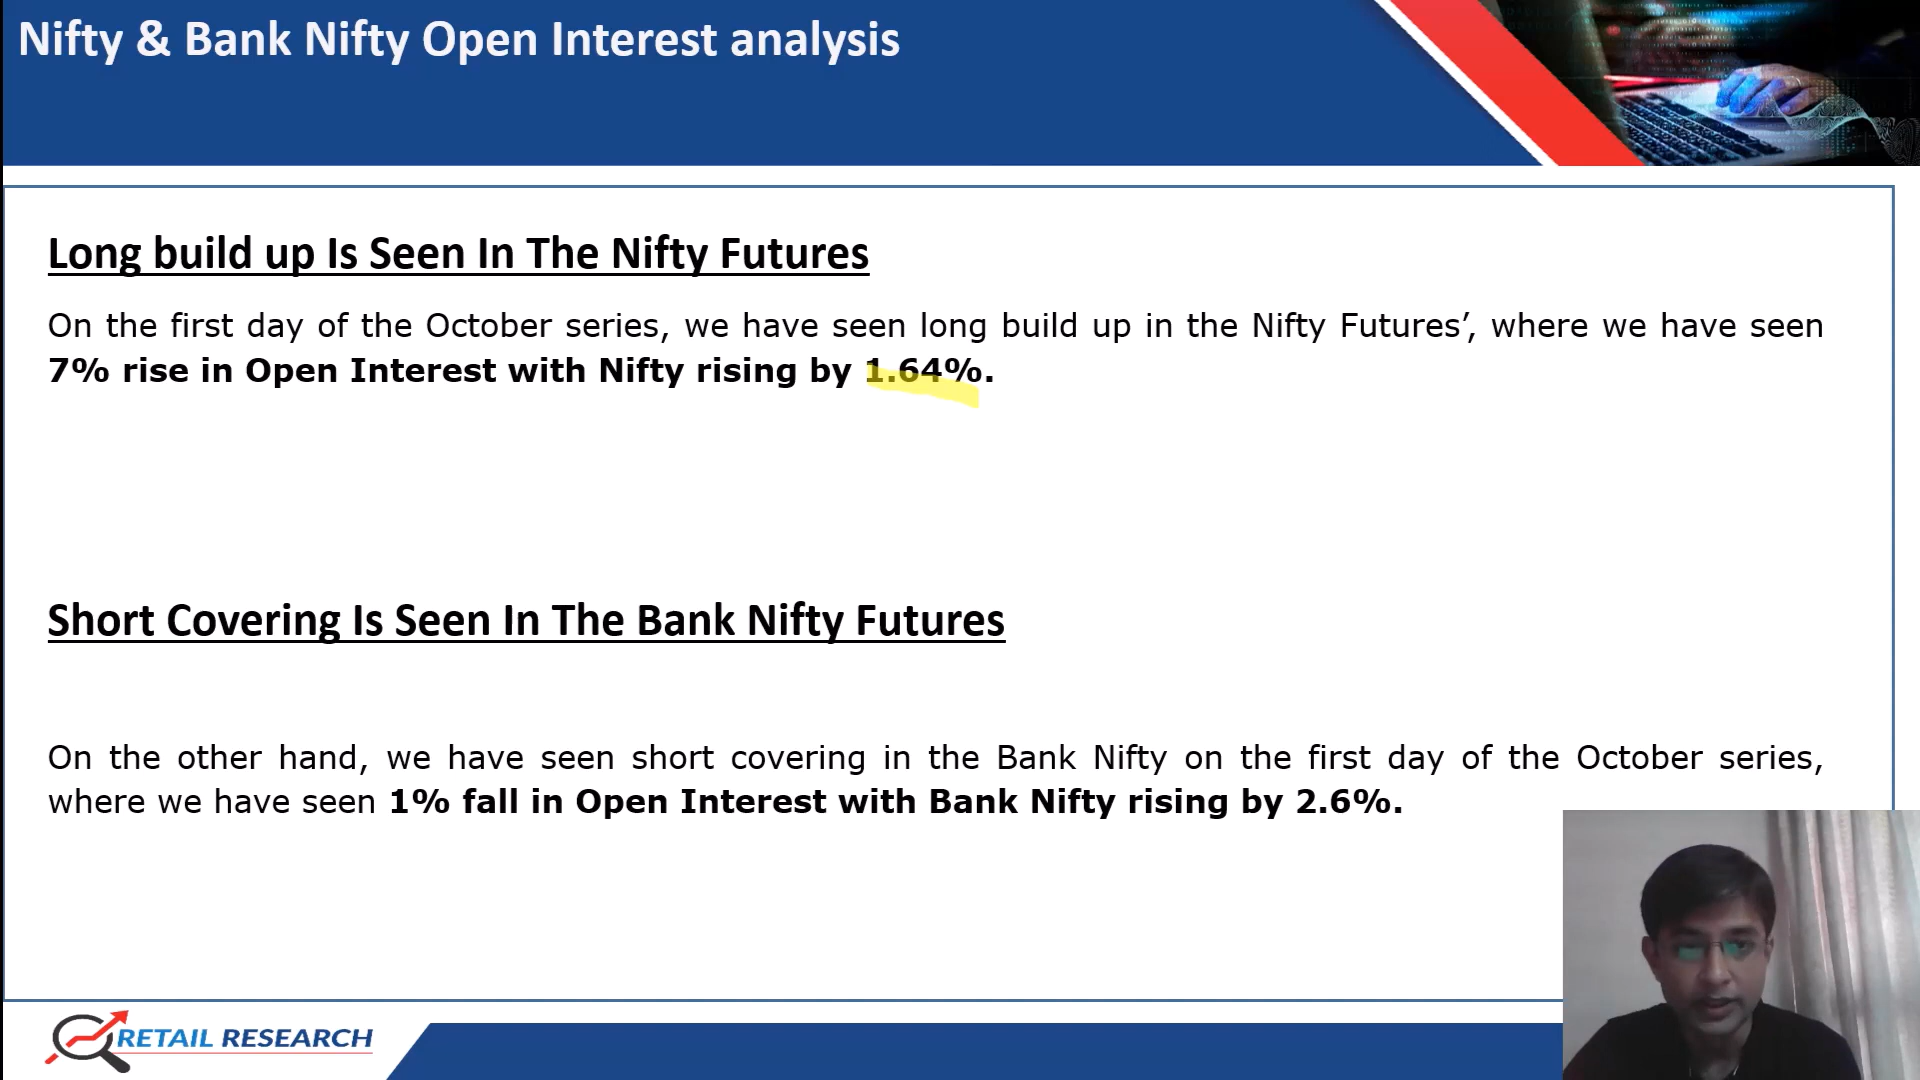 Nifty & Bank Nifty Open Interest analysis
Long build up Is Seen In The Nifty Futures
On the first day of the October series, we have seen long build up in the Nifty Futures’, where we have seen
7% rise in Open Interest with Nifty rising by 1.64%.
Short Covering Is Seen In The Bank Nifty Futures
On the other hand, we have seen short covering in the Bank Nifty on the first day of the October series,
where we have seen 1% fall in Open Interest with Bank Nifty rising by 2.6%.
RETAIL RESEARCH